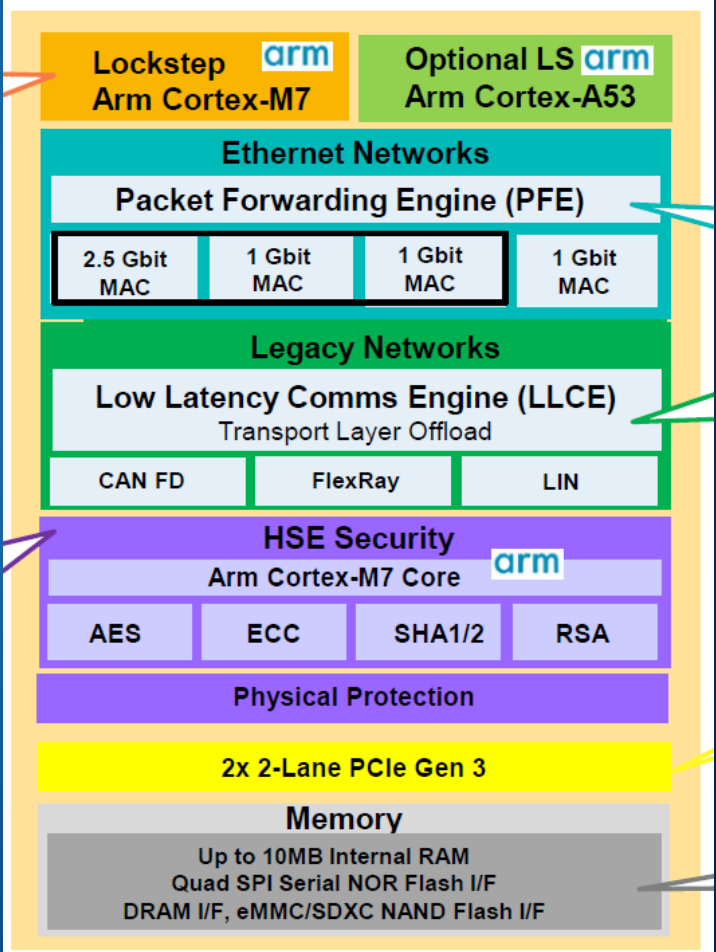 Lockstep arm
Arm Cortex-M7
Optional LS arm
Arm Cortex-A53
Ethernet Networks
Packet Forwarding Engine (PFE)
2.5 Gbit
MAC
1 Gbit
MAC
1 Gbit
MAC
1 Gbit
MAC
Legacy Networks
Low Latency Comms Engine (LLCE)
Transport Layer Offload
CAN FD
FlexRay
LIN
HSE Security
Arm Cortex-M7 Core arm
AES
ECC
SHA1/2
RSA
Physical Protection
2x 2-Lane PCIe Gen 3
Memory
Up to 10MB Internal RAM
Quad SPI Serial NOR Flash I/F
DRAM I/F, eMMC/SDXC NAND Flash I/F